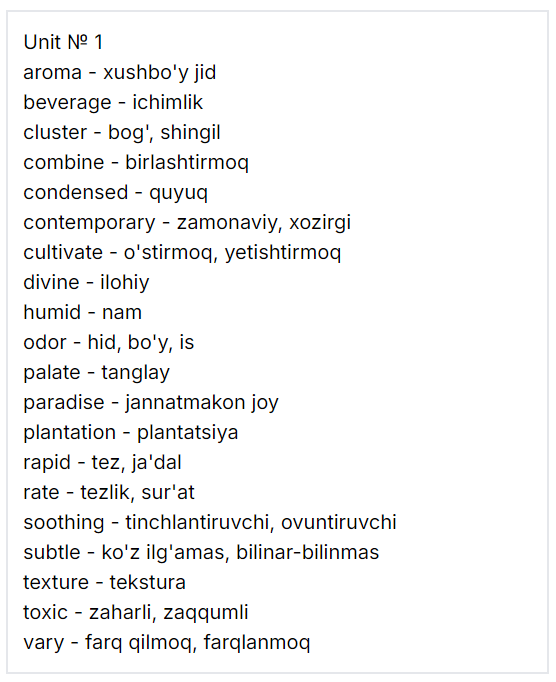 Unit № 1
aroma - xushbo'y jid
beverage - ichimlik
cluster - bog', shingil
combine - birlashtirmoq
condensed - quyuq
contemporary - zamonaviy, xozirgi
cultivate - o'stirmoq, yetishtirmoq
divine - ilohiy
humid - nam
odor - hid, bo'y, is
palate - tanglay
paradise - jannatmakon joy
plantation - plantatsiya
rapid - tez, ja'dal
rate - tezlik, sur'at
soothing - tinchlantiruvchi, ovuntiruvchi
subtle - ko'z ilg'amas, bilinar-bilinmas
texture - tekstura
toxic - zaharli, zaqqumli
vary - farq qilmoq, farqlanmoq